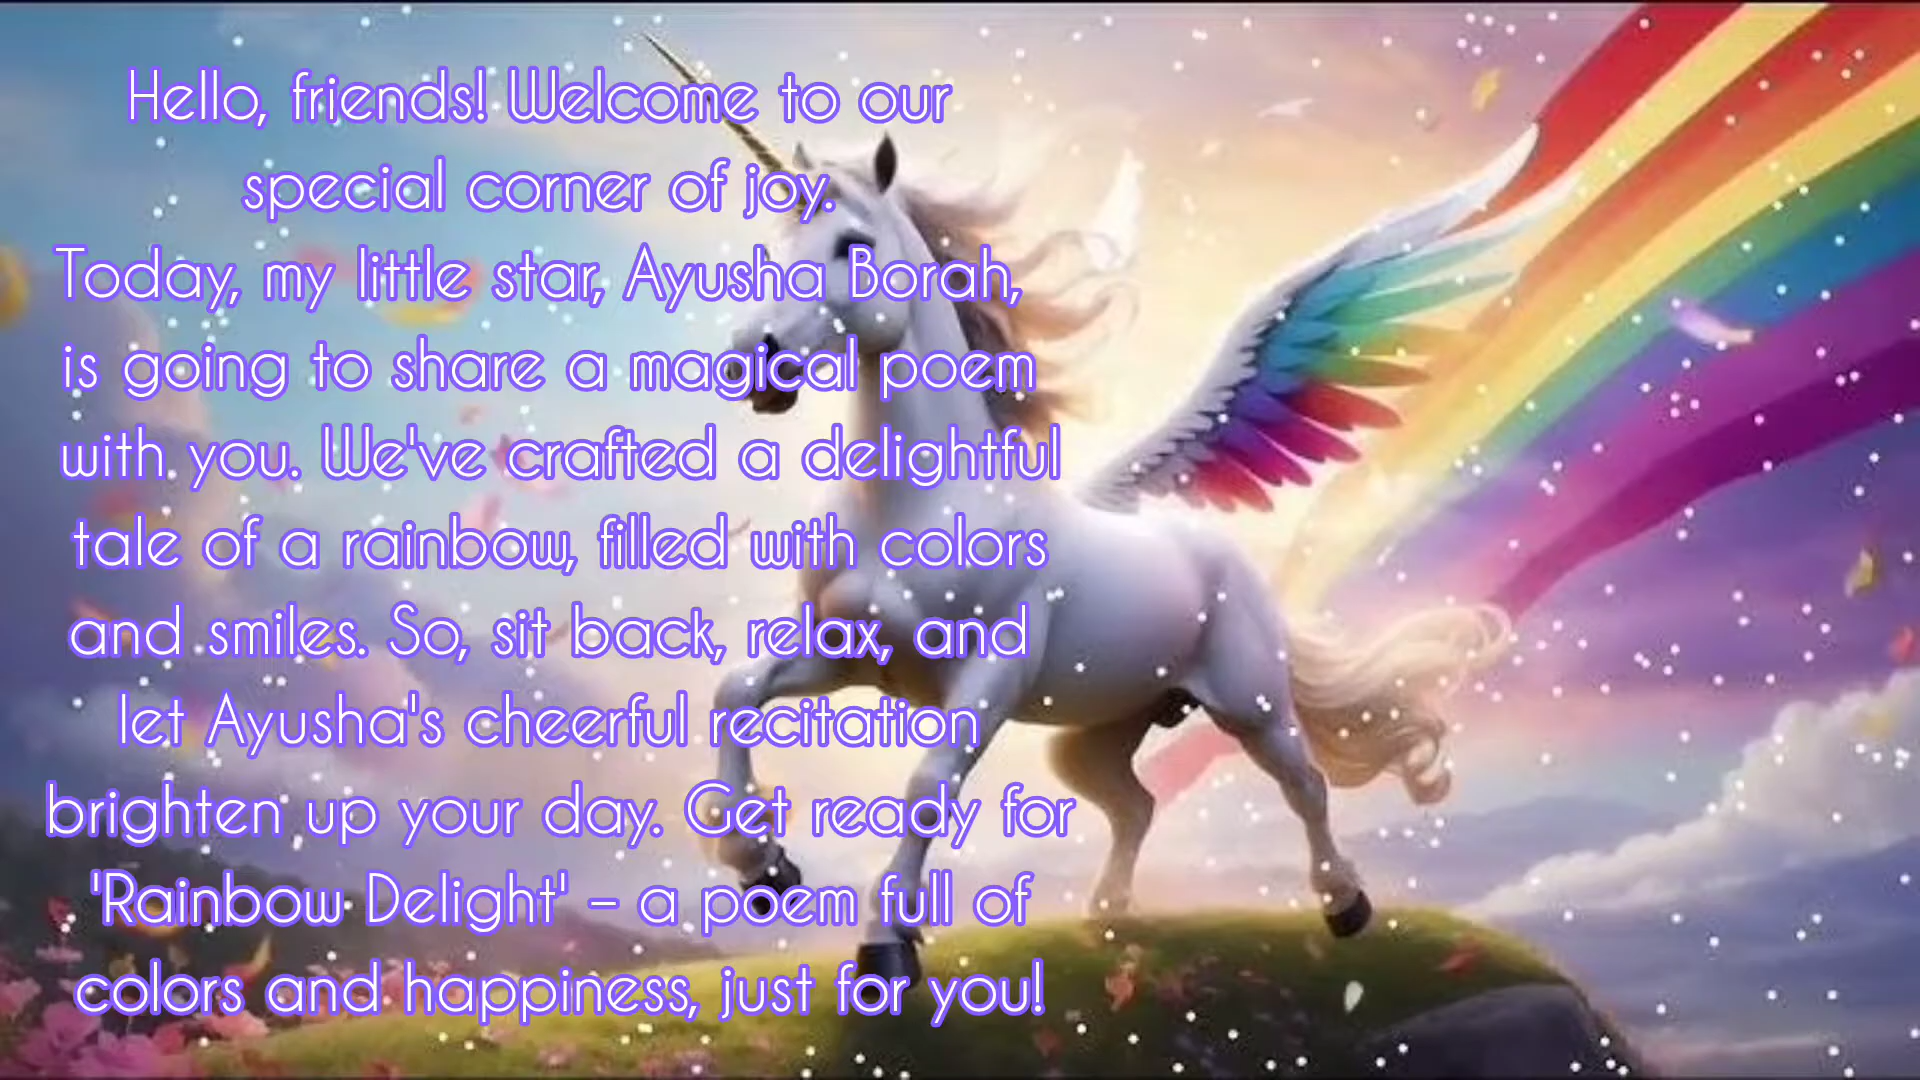 Hello, friends! Welcome to our
special corner of joy.
Today, my little star, Ayusha Borah,
is going to share a magical poem
with you. We've crafted a delightful
tale of a rainbow, filled with colors
and smiles. So, sit back, relax, and
let Ayusha's cheerful recitation
brighten up your day. Get ready for
'Rainbow Delight' – a poem full of
colors and happiness, just for you!